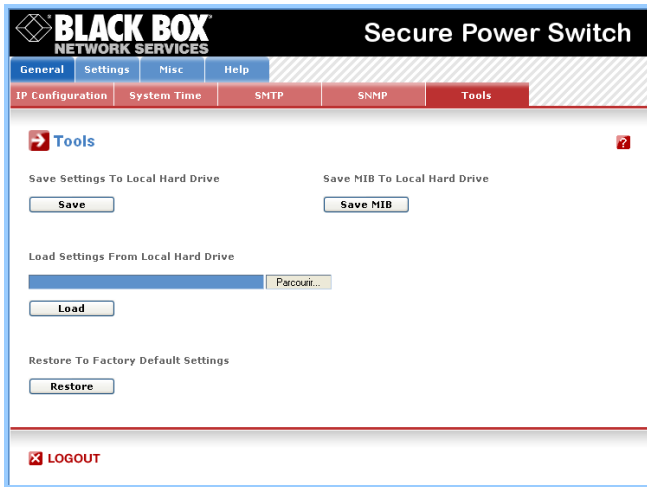 BLACK BOX
NETWORK SERVICES
Secure Power Switch
General Settings Misc Help
IP Configuration System Time SMTP SNMP Tools
Tools ?
Save Settings To Local Hard Drive Save MIB To Local Hard Drive
Save Save MIB
Load Settings From Local Hard Drive
Parcourir...
Load
Restore To Factory Default Settings
Restore
LOGOUT